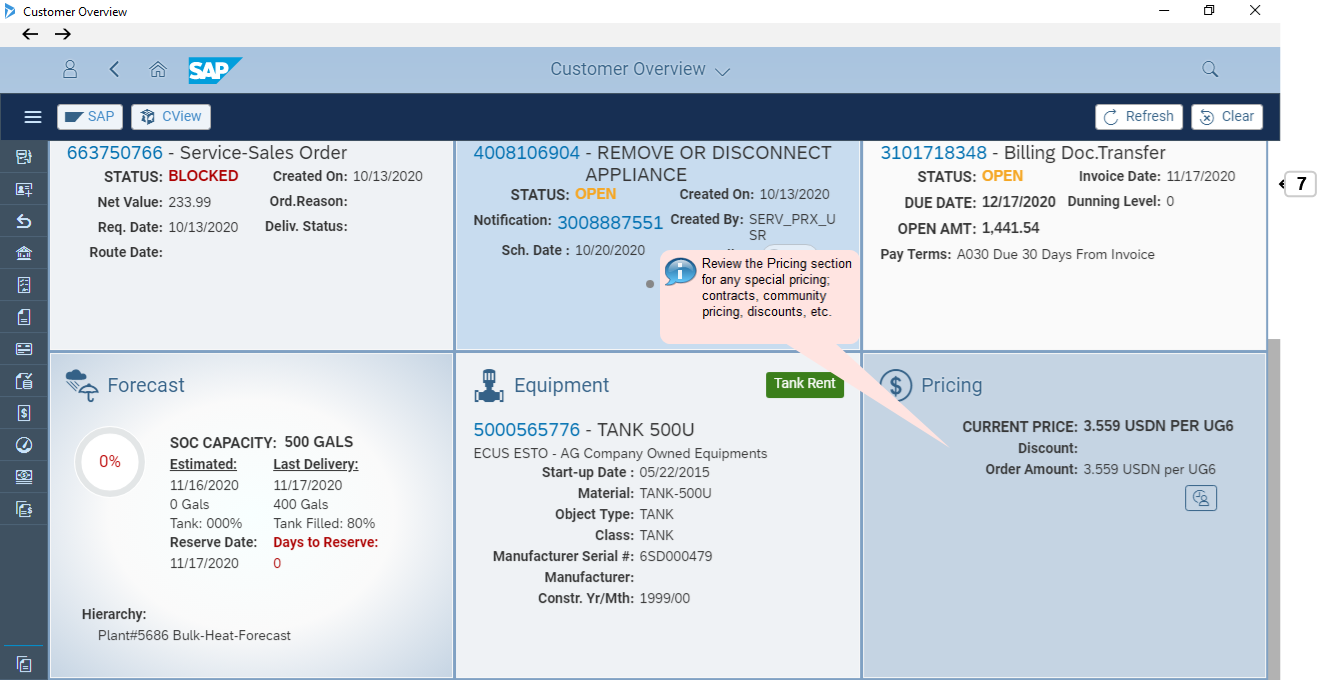 Customer Overview
SAP
Customer Overview
SAP
CView
Refresh
Clear
7
663750766 - Service-Sales Order
STATUS: BLOCKED
Created On: 10/13/2020
Net Value: 233.99
Ord.Reason:
Req. Date: 10/13/2020
Deliv. Status:
Route Date:
4008106904 - REMOVE OR DISCONNECT
APPLIANCE
STATUS: OPEN
Created On: 10/13/2020
Notification: 3008887551
Created By: SERV_PRX_U
SR
Sch. Date : 10/20/2020
3101718348 - Billing Doc.Transfer
STATUS: OPEN
Invoice Date: 11/17/2020
DUE DATE: 12/17/2020
Dunning Level: 0
OPEN AMT: 1,441.54
Pay Terms: A030 Due 30 Days From Invoice
Review the Pricing section
for any special pricing;
contracts, community
pricing, discounts, etc.
Forecast
0%
SOC CAPACITY: 500 GALS
Estimated:
Last Delivery:
11/16/2020
11/17/2020
0 Gals
400 Gals
Tank: 000%
Tank Filled: 80%
Reserve Date:
Days to Reserve:
11/17/2020
0
Hierarchy:
Plant#5686 Bulk-Heat-Forecast
Equipment
Tank Rent
5000565776 - TANK 500U
ECUS ESTO - AG Company Owned Equipments
Start-up Date : 05/22/2015
Material: TANK-500U
Object Type: TANK
Class: TANK
Manufacturer Serial #: 6SD000479
Manufacturer:
Constr. Yr/Mth: 1999/00
Pricing
CURRENT PRICE: 3.559 USDN PER UG6
Discount:
Order Amount: 3.559 USDN per UG6